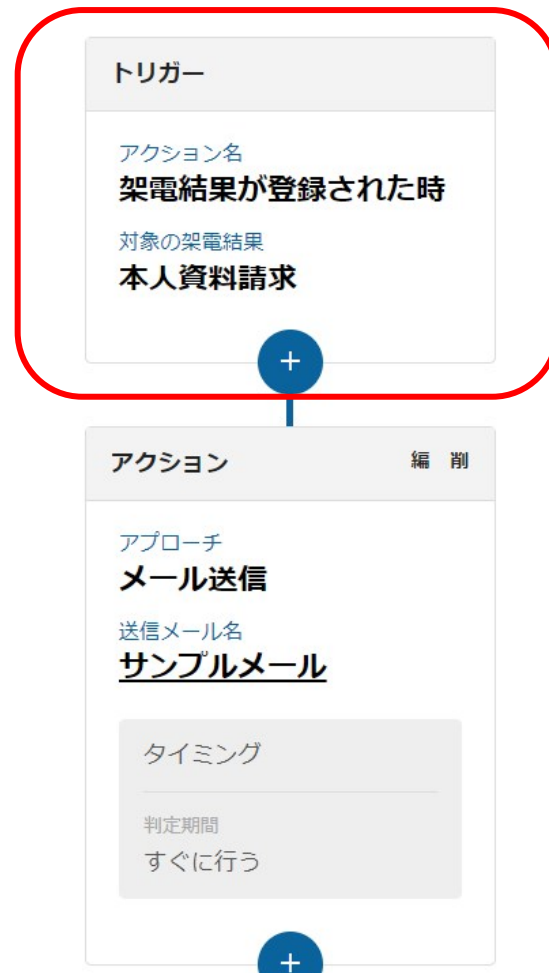 トリガー
アクション名
架電結果が登録された時
対象の架電結果
本人資料請求
+
アクション 編 削
アプローチ
メール送信
送信メール名
サンプルメール
タイミング
判定期間
すぐに行う
+